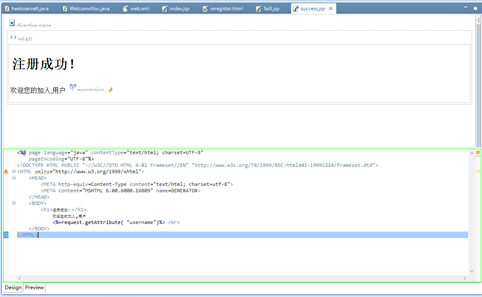 heeloservelt.java WelcomeYou.java web.xml index.jsp reregister.html faill.jsp success.jsp
directive.page
注册成功！
欢迎您的加入,用户
<%@ page language="java" contentType="text/html; charset=UTF-8"
pageEncoding="UTF-8"%>
<!DOCTYPE HTML PUBLIC "-//W3C//DTD HTML 4.01 Frameset//EN" "http://www.w3c.org/TR/1999/REC-html401-19991224/frameset.dtd">
<HTML xmlns="http://www.w3.org/1999/xhtml">
<HEAD>
<META http-equiv=Content-Type content="text/html; charset=utf-8">
<META content="MSHTML 6.00.6000.16809" name=GENERATOR>
</HEAD>
<BODY>
<h1>注册成功！</h1>
欢迎您的加入,用户
<%=request.getAttribute( "username")%> <br>
</BODY>
</HTML>
Design Preview